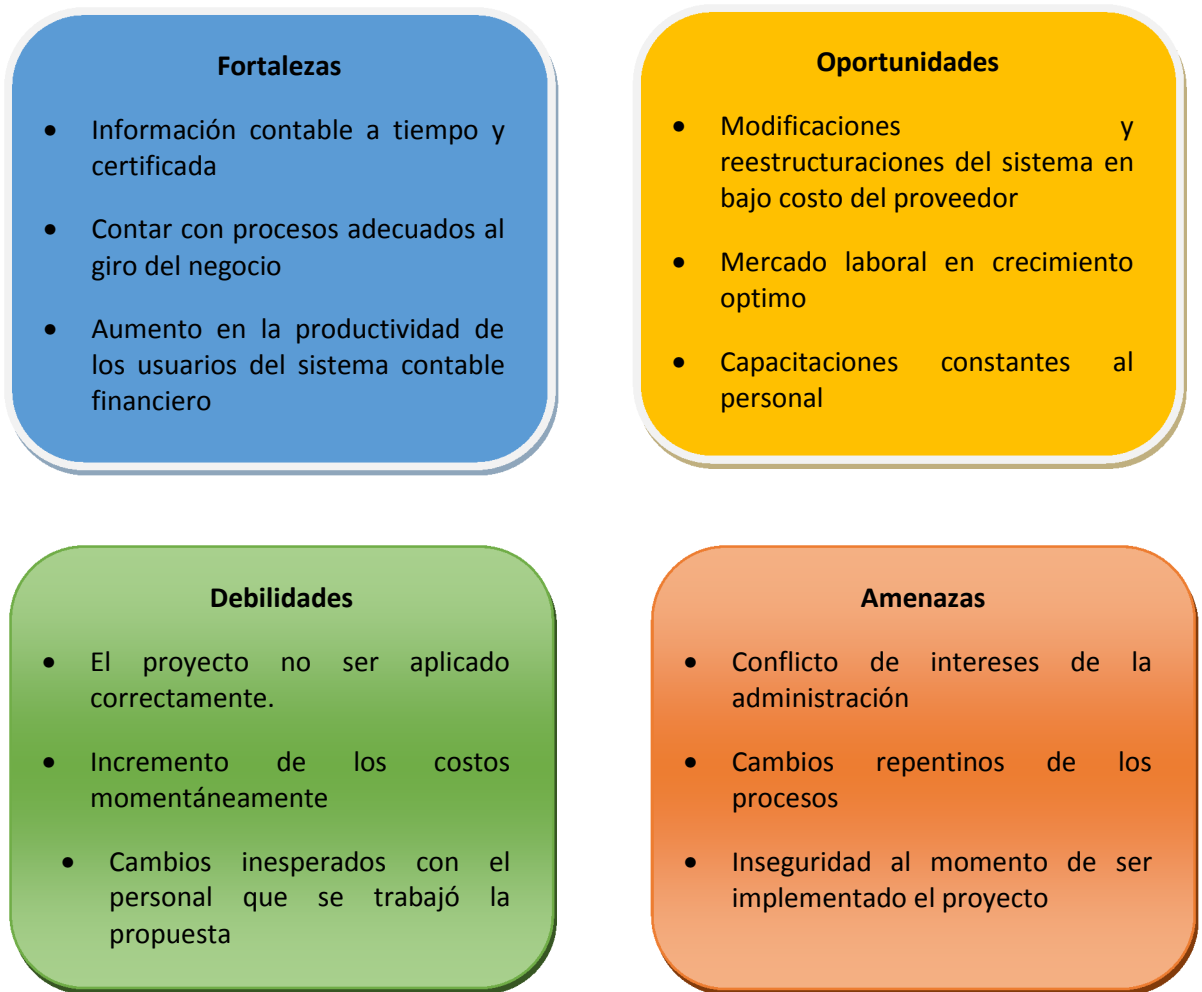 Fortalezas
• Información contable a tiempo y
certificada
• Contar con procesos adecuados al
giro del negocio
• Aumento en la productividad de
los usuarios del sistema contable
financiero
Oportunidades
• Modificaciones y
reestructuraciones del sistema en
bajo costo del proveedor
• Mercado laboral en crecimiento
optimo
• Capacitaciones constantes al
personal
Debilidades
• El proyecto no ser aplicado
correctamente.
• Incremento de los costos
momentáneamente
• Cambios inesperados con el
personal que se trabajó la
propuesta
Amenazas
• Conflicto de intereses de la
administración
• Cambios repentinos de los
procesos
• Inseguridad al momento de ser
implementado el proyecto